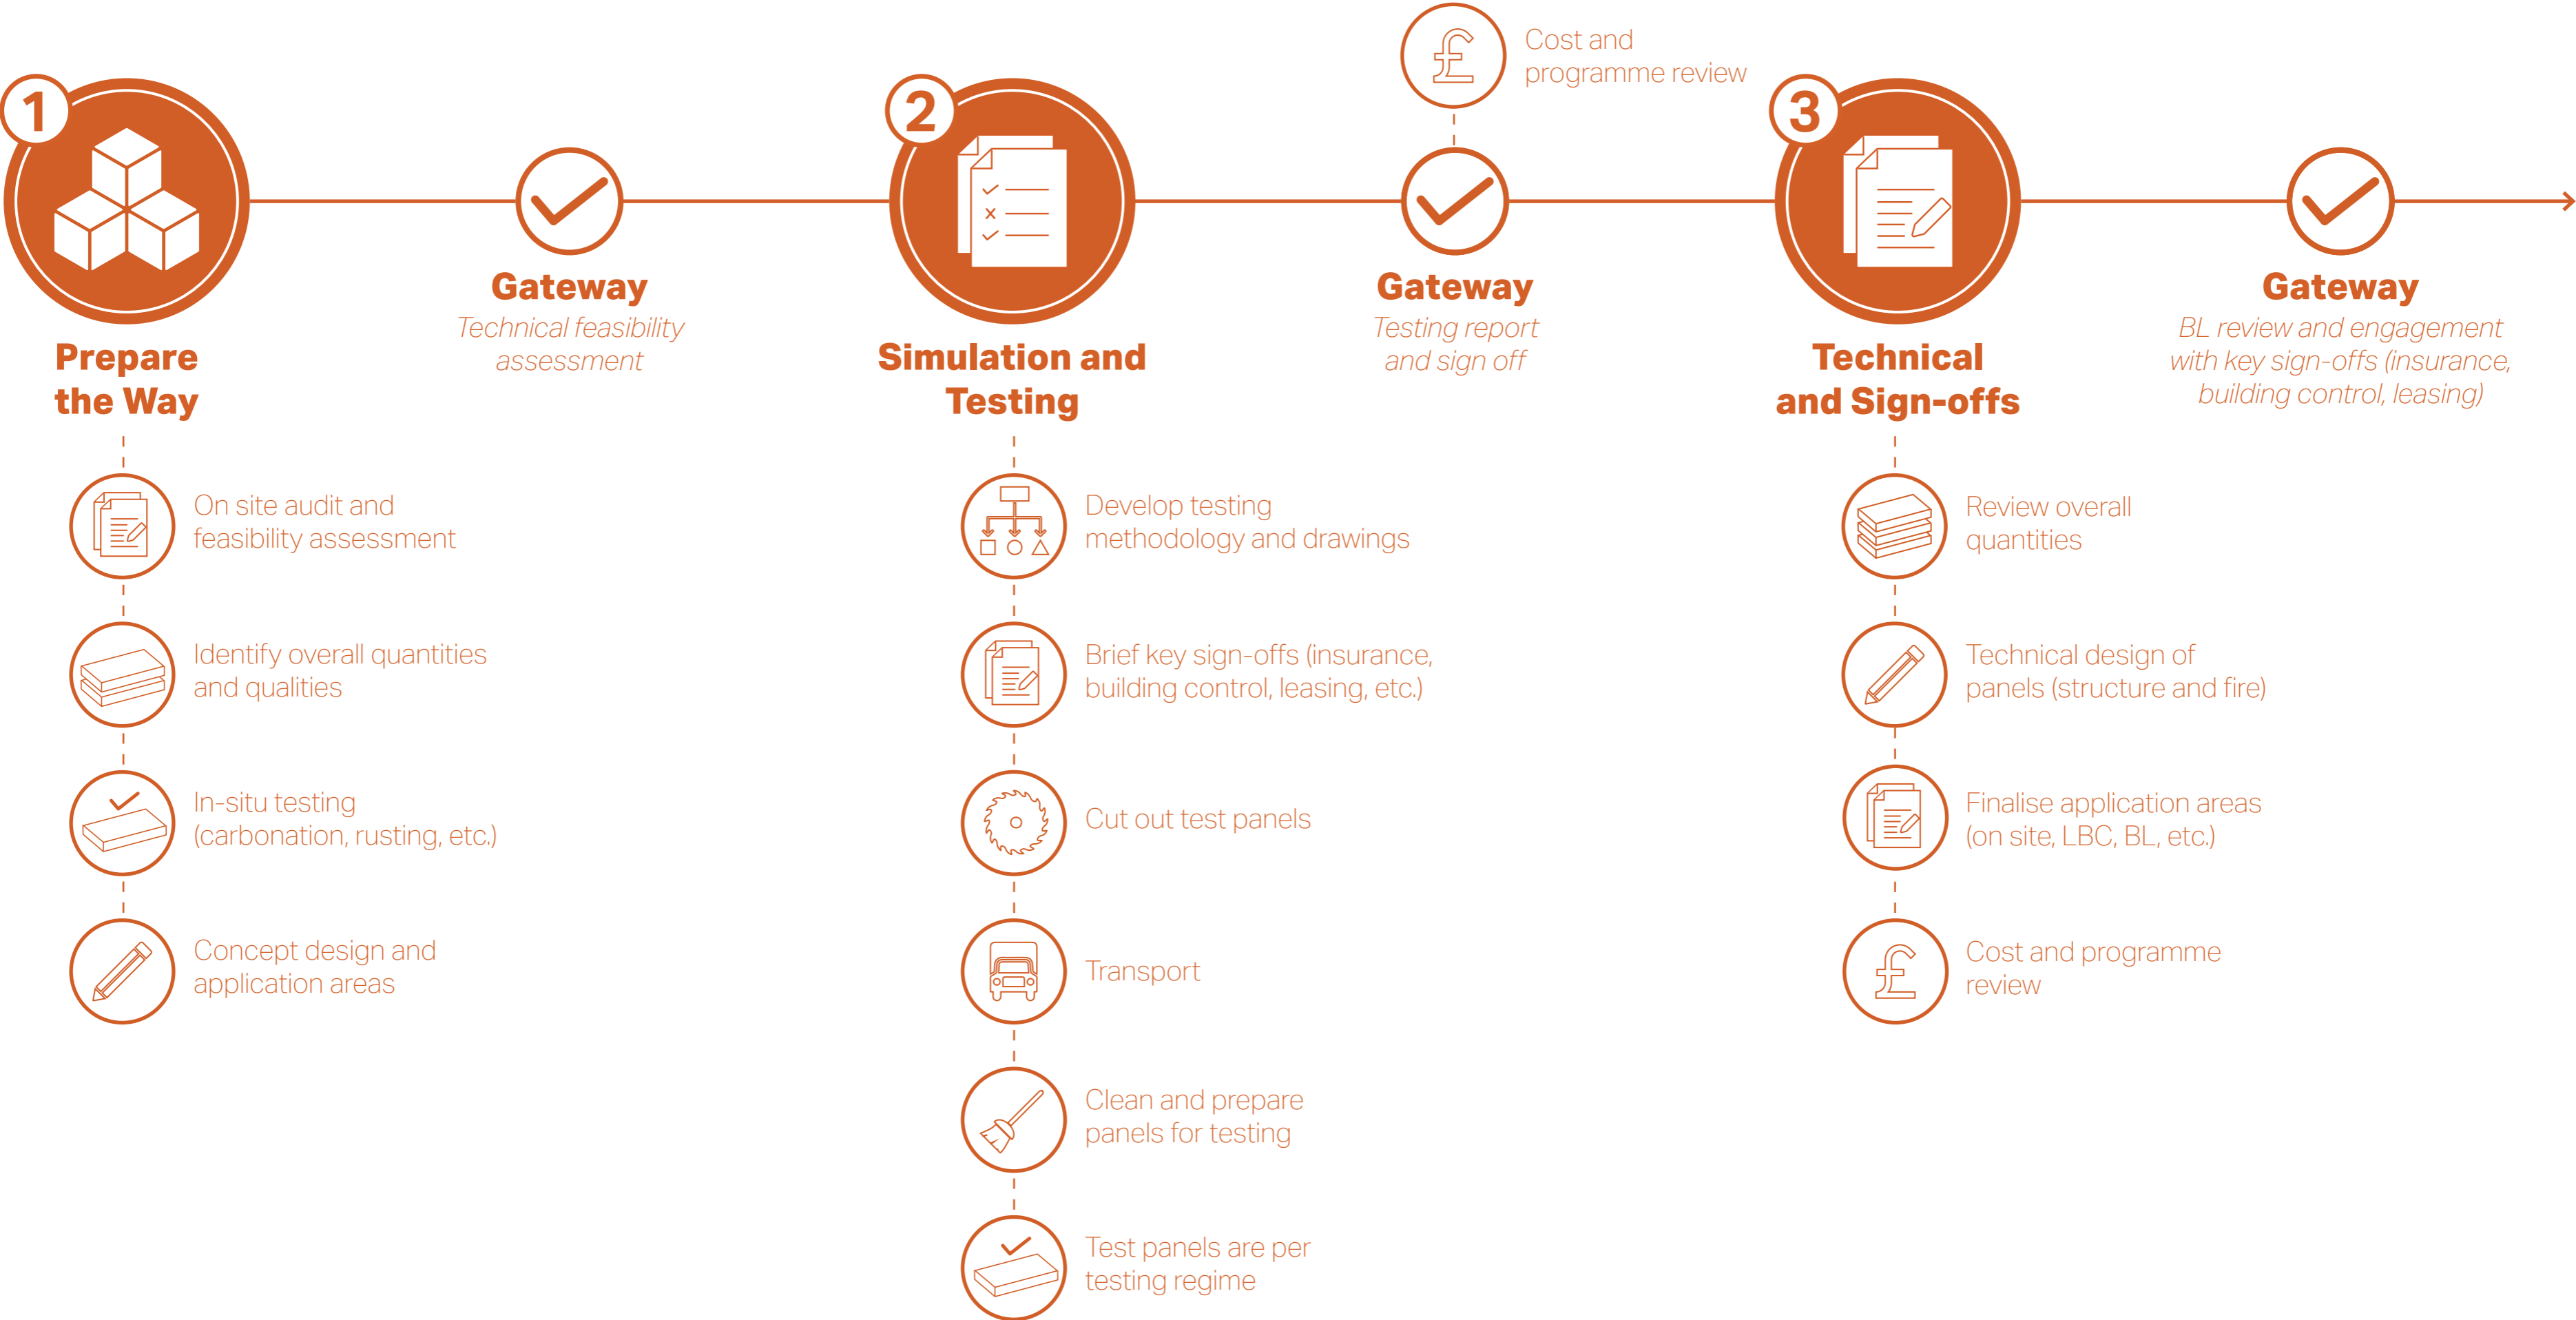 Cost and
programme review
1
2
3
Prepare
the Way
Gateway
Technical feasibility
assessment
Simulation and
Testing
Gateway
Testing report
and sign off
Technical
and Sign-offs
Gateway
BL review and engagement
with key sign-offs (insurance,
building control, leasing)
On site audit and
feasibility assessment
Identify overall quantities
and qualities
In-situ testing
(carbonation, rusting, etc.)
Concept design and
application areas
Develop testing
methodology and drawings
Brief key sign-offs (insurance,
building control, leasing, etc.)
Cut out test panels
Transport
Clean and prepare
panels for testing
Test panels are per
testing regime
Review overall
quantities
Technical design of
panels (structure and fire)
Finalise application areas
(on site, LBC, BL, etc.)
Cost and programme
review